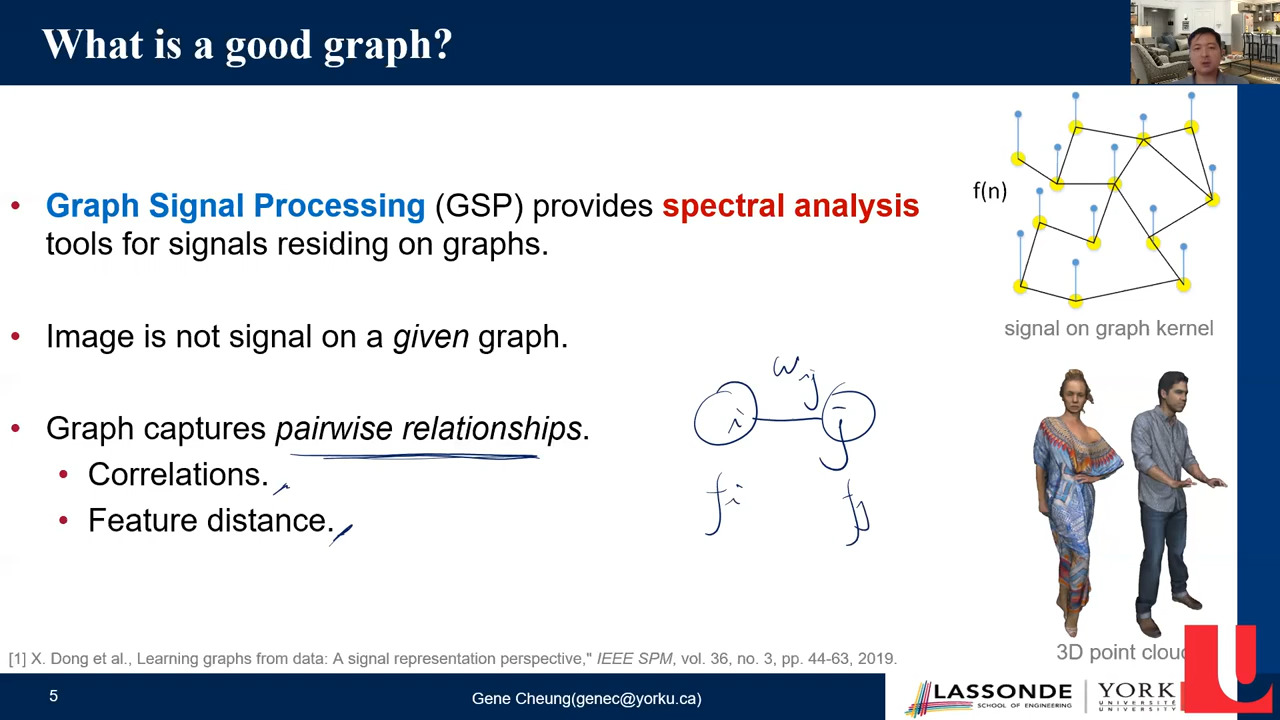 What is a good graph?
• Graph Signal Processing (GSP) provides spectral analysis
tools for signals residing on graphs.
f(n)
signal on graph kernel
• Image is not signal on a given graph.
• Graph captures pairwise relationships.
• Correlations.
• Feature distance.
w ij
i
j
f i
f j
3D point clou
[1] X. Dong et al., Learning graphs from data: A signal representation perspective," IEEE SPM, vol. 36, no. 3, pp. 44-63, 2019.
5
Gene Cheung(genec@yorku.ca)
LASSONDE
SCHOOL OF ENGINEERING
YORK
UNIVERSITÉ
UNIVERSITY
U